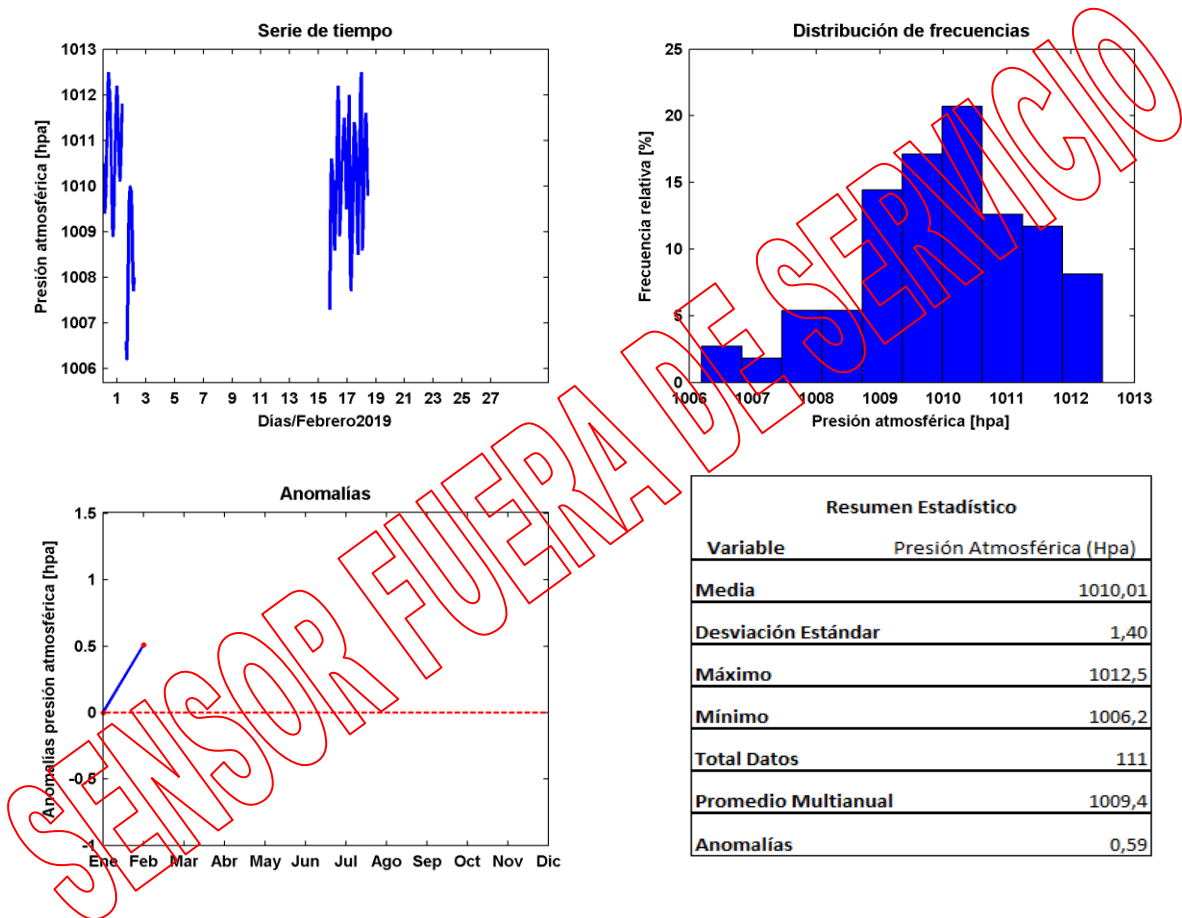 Serie de tiempo
Presión atmosférica [hpa]
1013
1012
1011
1010
1009
1008
1007
1006
1 3 5 7 9 11 13 15 17 19 21 23 25 27
Días/Febrero2019
Distribución de frecuencias
Frecuencia relativa [%]
25
20
15
10
5
0
1006 1007 1008 1009 1010 1011 1012 1013
Presión atmosférica [hpa]
Anomalías
Anomalías presión atmosférica [hpa]
1.5
1
0.5
0
-0.5
-1
Ene Feb Mar Abr May Jun Jul Ago Sep Oct Nov Dic
Resumen Estadístico
Variable Presión Atmosférica (Hpa)
Media 1010,01
Desviación Estándar 1,40
Máximo 1012,5
Mínimo 1006,2
Total Datos 111
Promedio Multianual 1009,4
Anomalías 0,59
SENSOR FUERA DE SERVICIO